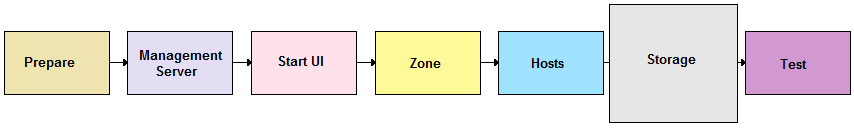 Prepare
Management
Server
Start UI
Zone
Hosts
Storage
Test